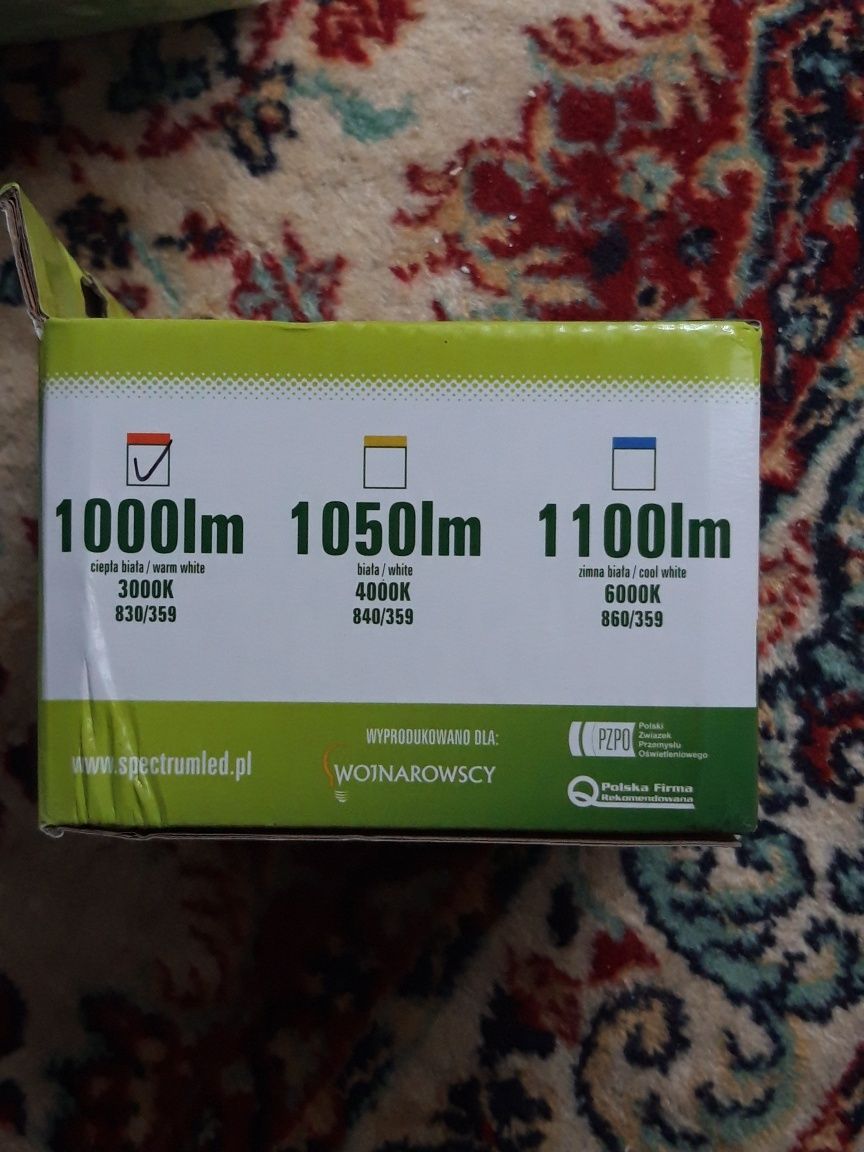 1000lm
ciepła biała / warm white
3000K
830/359
1050lm
biała / white
4000K
840/359
1100lm
zimna biała / cool white
6000K
860/359
www.spectrumled.pl
WYPRODUKOWANO DLA:
WOJNAROWSCY
PZPO
Polski
Związek
Przemysłu
Oświetleniowego
Polska Firma
Rekomendowana